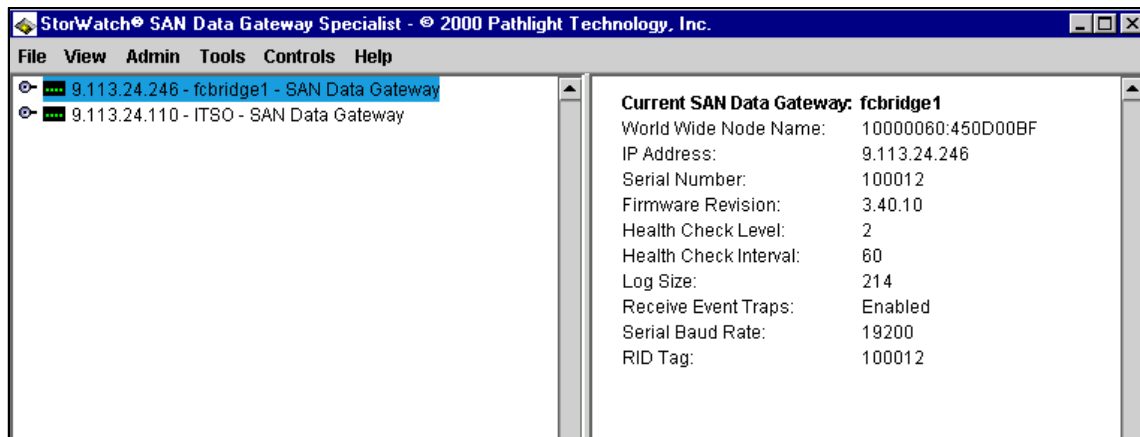 StorWatch® SAN Data Gateway Specialist - © 2000 Pathlight Technology, Inc.
File View Admin Tools Controls Help
9.113.24.246 - fcbridge1 - SAN Data Gateway
9.113.24.110 - ITSO - SAN Data Gateway
Current SAN Data Gateway: fcbridge1
World Wide Node Name: 10000060:450D00BF
IP Address: 9.113.24.246
Serial Number: 100012
Firmware Revision: 3.40.10
Health Check Level: 2
Health Check Interval: 60
Log Size: 214
Receive Event Traps: Enabled
Serial Baud Rate: 19200
RID Tag: 100012